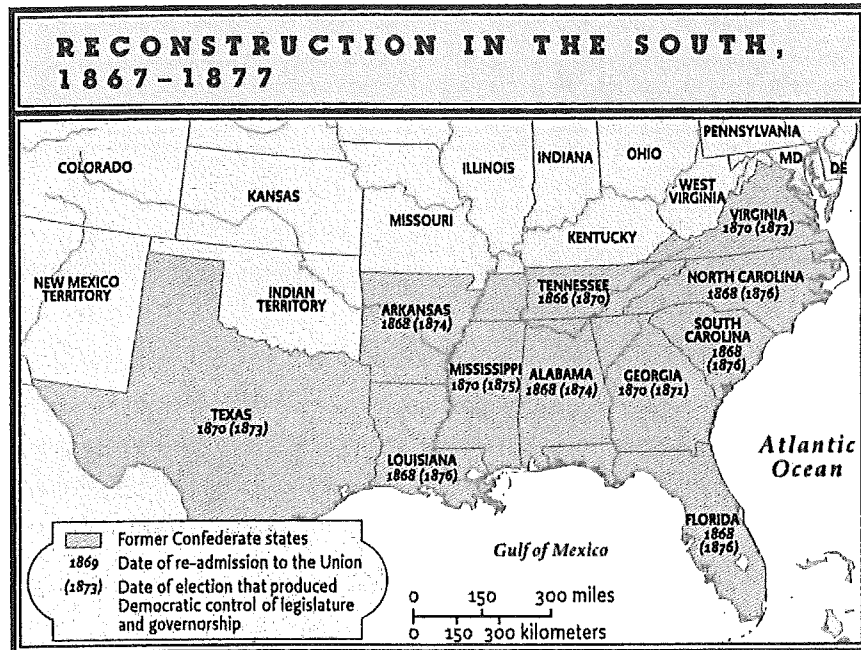 RECONSTRUCTION IN THE SOUTH,
1867–1877
PENNSYLVANIA
COLORADO
ILLINOIS
INDIANA
OHIO
MD
DE
KANSAS
WEST
VIRGINIA
MISSOURI
VIRGINIA
1870 (1873)
KENTUCKY
NEW MEXICO
TERRITORY
INDIAN
TERRITORY
TENNESSEE
1866 (1870)
NORTH CAROLINA
1868 (1876)
ARKANSAS
1868 (1874)
SOUTH
CAROLINA
1868
(1876)
MISSISSIPPI
1870 (1875)
ALABAMA
1868 (1874)
GEORGIA
1870 (1871)
TEXAS
1870 (1873)
Atlantic
Ocean
LOUISIANA
1868 (1876)
FLORIDA
1868
(1876)
Gulf of Mexico
Former Confederate states
1869 Date of re-admission to the Union
(1873) Date of election that produced
Democratic control of legislature
and governorship
0 150 300 miles
0 150 300 kilometers